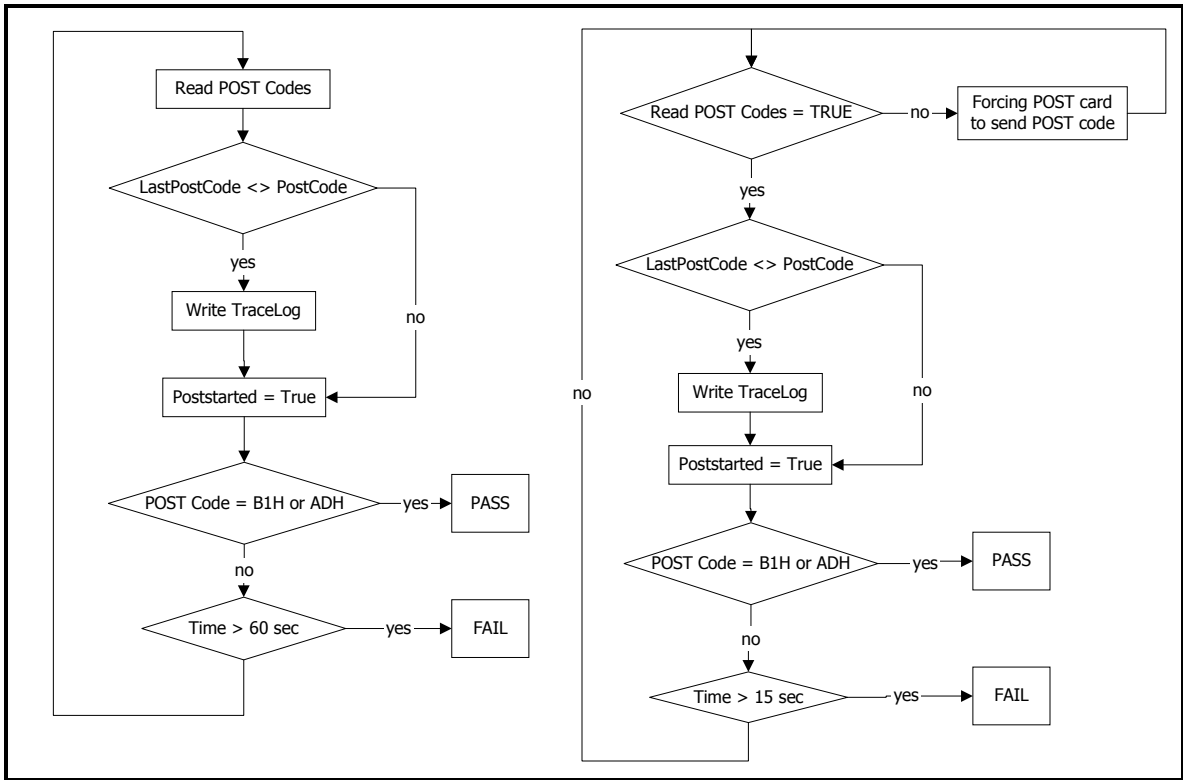 Read POST Codes
LastPostCode <> PostCode
yes
no
Write TraceLog
Poststarted = True
POST Code = B1H or ADH
yes
PASS
no
Time > 60 sec
yes
FAIL
Read POST Codes = TRUE
no
Forcing POST card
to send POST code
yes
LastPostCode <> PostCode
yes
no
no
Write TraceLog
Poststarted = True
POST Code = B1H or ADH
yes
PASS
no
Time > 15 sec
yes
FAIL